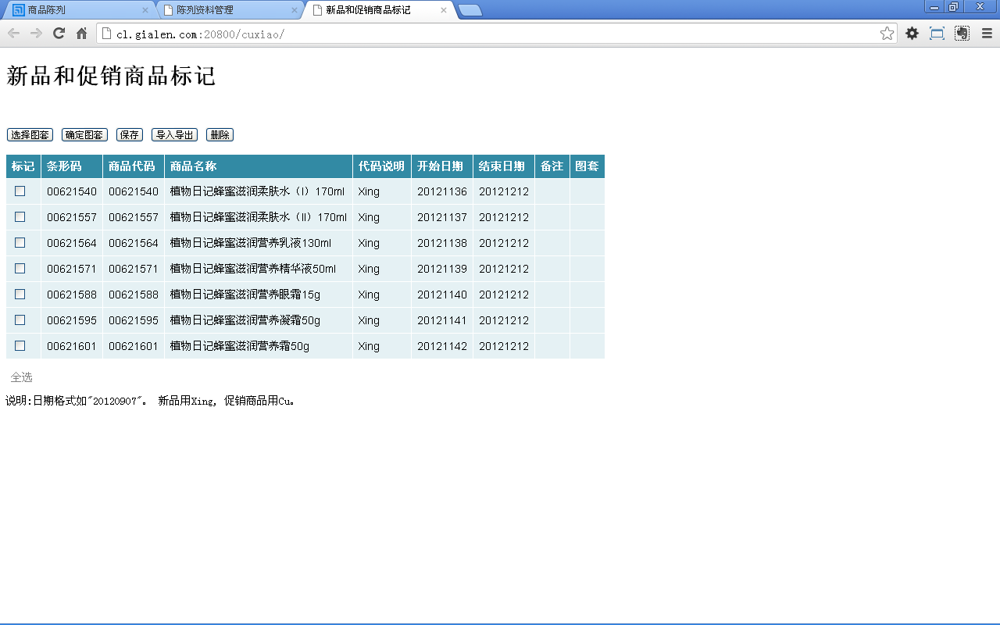 商品陈列 陈列资料管理 新品和促销商品标记
cl.gialen.com:20800/cuxiao/
新品和促销商品标记
选择图套 确定图套 保存 导入导出 删除
标记 条形码 商品代码 商品名称 代码说明 开始日期 结束日期 备注 图套
00621540 00621540 植物日记蜂蜜滋润柔肤水（I）170ml Xing 20121136 20121212
00621557 00621557 植物日记蜂蜜滋润柔肤水（II）170ml Xing 20121137 20121212
00621564 00621564 植物日记蜂蜜滋润营养乳液130ml Xing 20121138 20121212
00621571 00621571 植物日记蜂蜜滋润营养精华液50ml Xing 20121139 20121212
00621588 00621588 植物日记蜂蜜滋润营养眼霜15g Xing 20121140 20121212
00621595 00621595 植物日记蜂蜜滋润营养凝霜50g Xing 20121141 20121212
00621601 00621601 植物日记蜂蜜滋润营养霜50g Xing 20121142 20121212
全选
说明:日期格式如"20120907"。 新品用Xing, 促销商品用Cu。